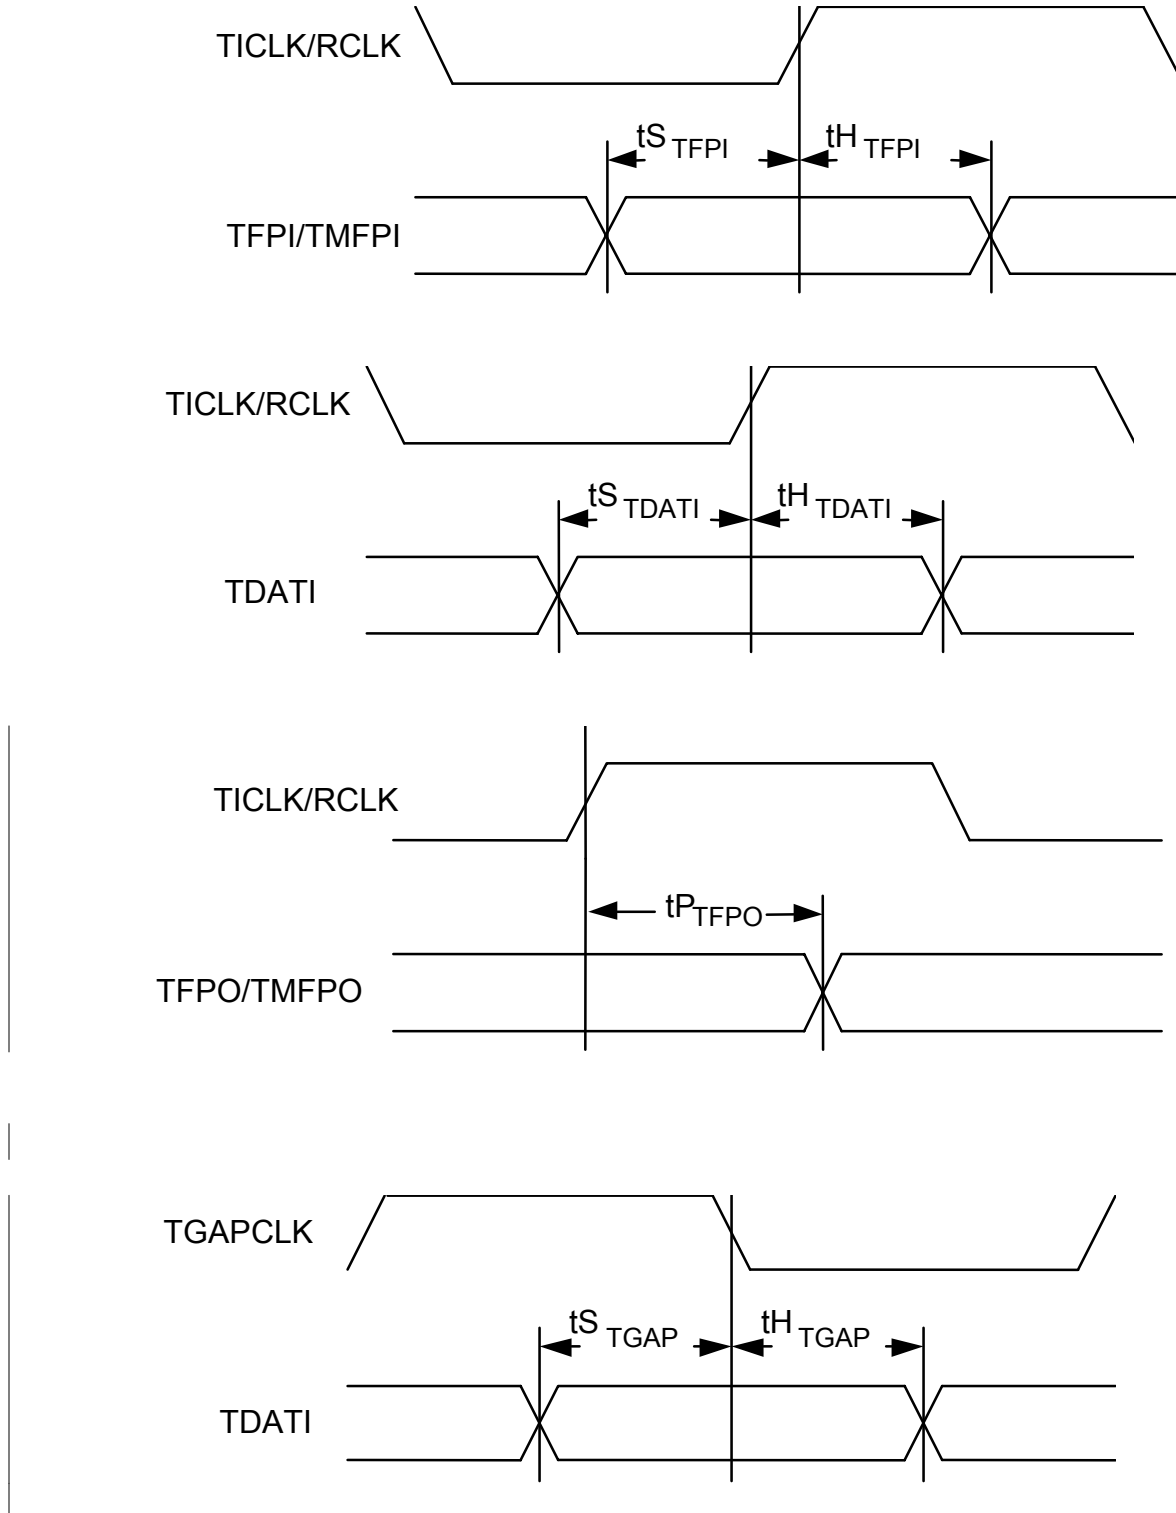 TICLK/RCLK
tS TFPI tH TFPI
TFPI/TMFPI
TICLK/RCLK
tS TDATI tH TDATI
TDATI
TICLK/RCLK
tPTFPO
TFPO/TMFPO
TGAPCLK
tS TGAP tH TGAP
TDATI